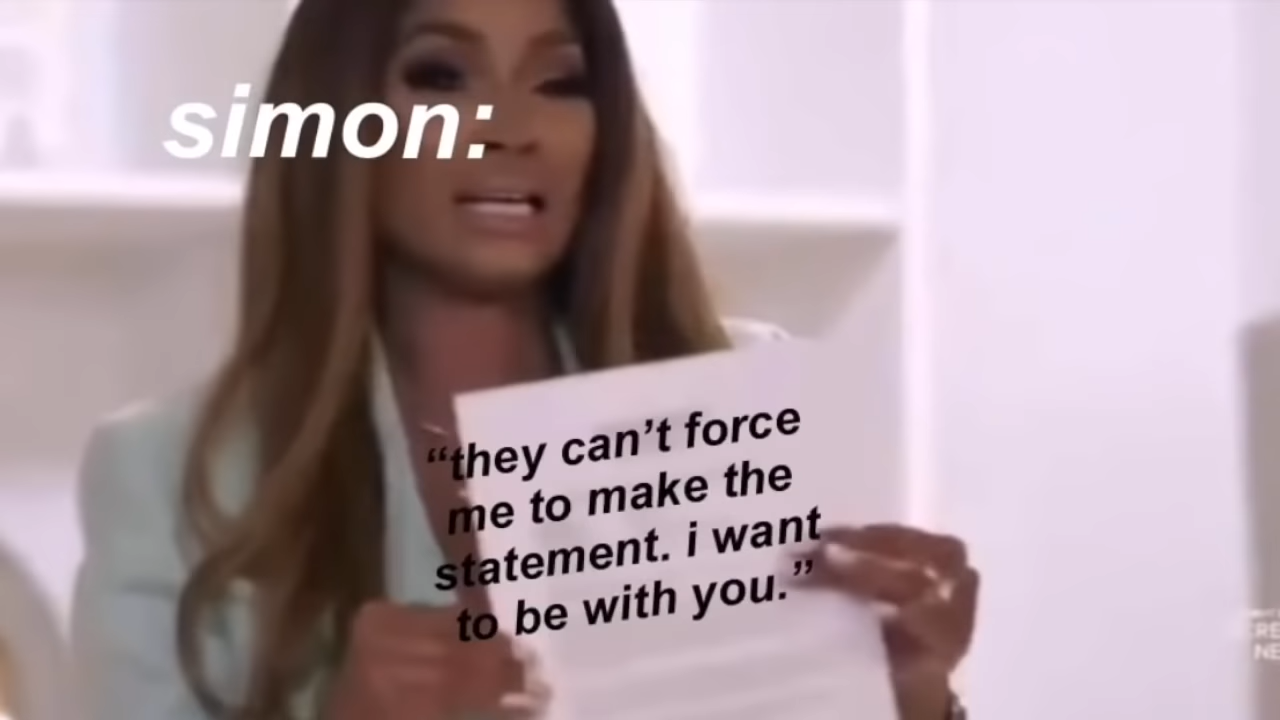 simon:
“they can’t force
me to make the
statement. i want
to be with you.”